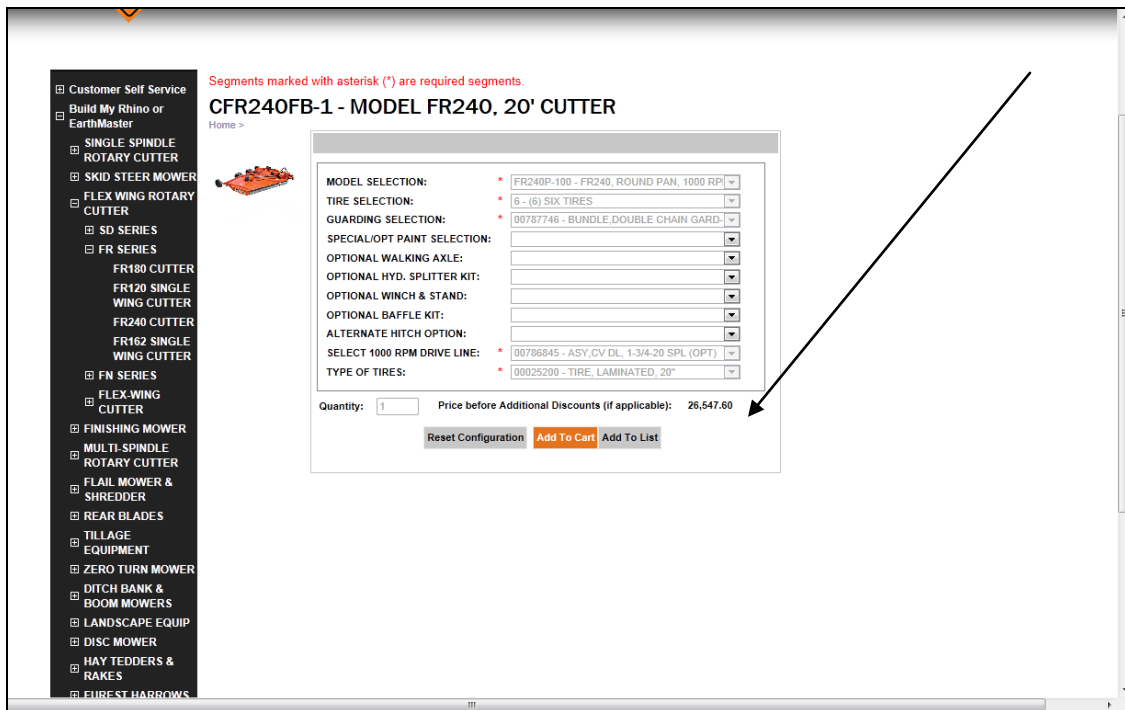 Segments marked with asterisk (*) are required segments.
CFR240FB-1 - MODEL FR240, 20' CUTTER
Home >
Customer Self Service
Build My Rhino or
EarthMaster
SINGLE SPINDLE
ROTARY CUTTER
SKID STEER MOWER
FLEX WING ROTARY
CUTTER
SD SERIES
FR SERIES
FR180 CUTTER
FR120 SINGLE
WING CUTTER
FR240 CUTTER
FR162 SINGLE
WING CUTTER
FN SERIES
FLEX-WING
CUTTER
FINISHING MOWER
MULTI-SPINDLE
ROTARY CUTTER
FLAIL MOWER &
SHREDDER
REAR BLADES
TILLAGE
EQUIPMENT
ZERO TURN MOWER
DITCH BANK &
BOOM MOWERS
LANDSCAPE EQUIP
DISC MOWER
HAY TEDDERS &
RAKES
FUREST HARROWS
MODEL SELECTION: * FR240P-100 - FR240, ROUND PAN, 1000 RP
TIRE SELECTION: * 6 - (6) SIX TIRES
GUARDING SELECTION: * 00787746 - BUNDLE,DOUBLE CHAIN GARD-
SPECIAL/OPT PAINT SELECTION:
OPTIONAL WALKING AXLE:
OPTIONAL HYD. SPLITTER KIT:
OPTIONAL WINCH & STAND:
OPTIONAL BAFFLE KIT:
ALTERNATE HITCH OPTION:
SELECT 1000 RPM DRIVE LINE: * 00786845 - ASY,CV DL, 1-3/4-20 SPL (OPT)
TYPE OF TIRES: * 00025200 - TIRE, LAMINATED, 20"
Quantity: 1 Price before Additional Discounts (if applicable): 26,547.60
Reset Configuration Add To Cart Add To List